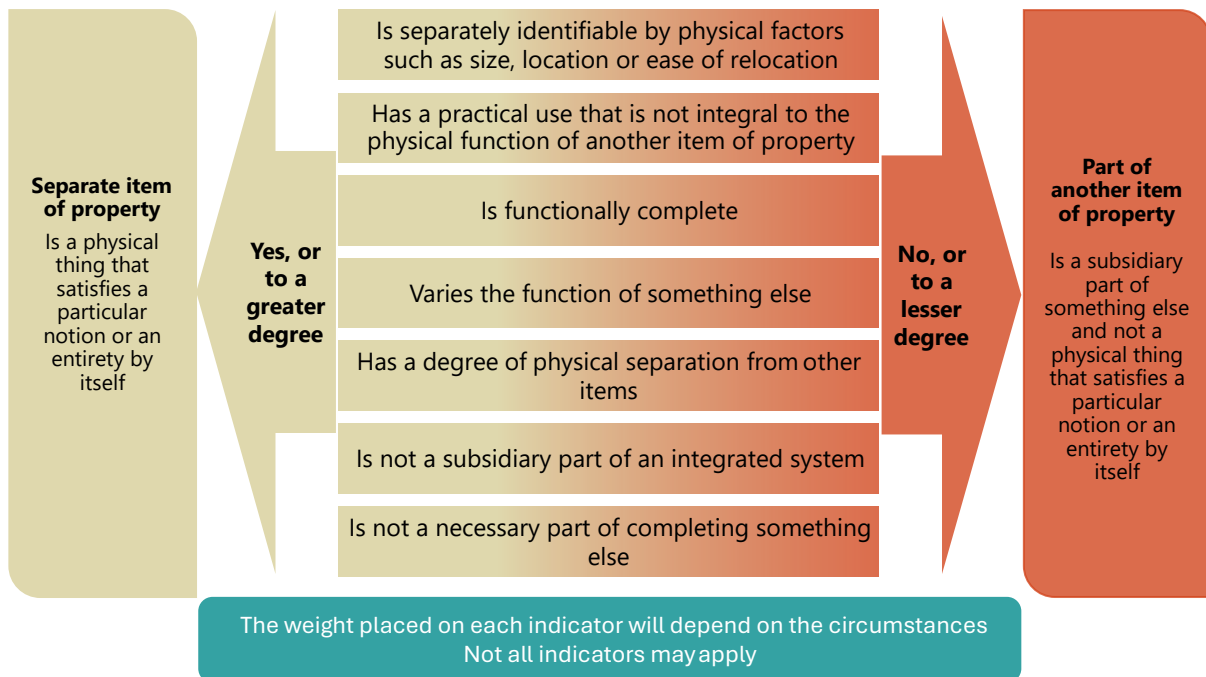 Separate item
of property
Is a physical
thing that
satisfies a
particular
notion or an
entirety by
itself
Yes, or
to a
greater
degree
Is separately identifiable by physical factors
such as size, location or ease of relocation
Has a practical use that is not integral to the
physical function of another item of property
Is functionally complete
Varies the function of something else
Has a degree of physical separation from other
items
Is not a subsidiary part of an integrated system
Is not a necessary part of completing something
else
No, or
to a
lesser
degree
Part of
another item
of property
Is a subsidiary
part of
something else
and not a
physical thing
that satisfies a
particular
notion or an
entirety by
itself
The weight placed on each indicator will depend on the circumstances
Not all indicators may apply